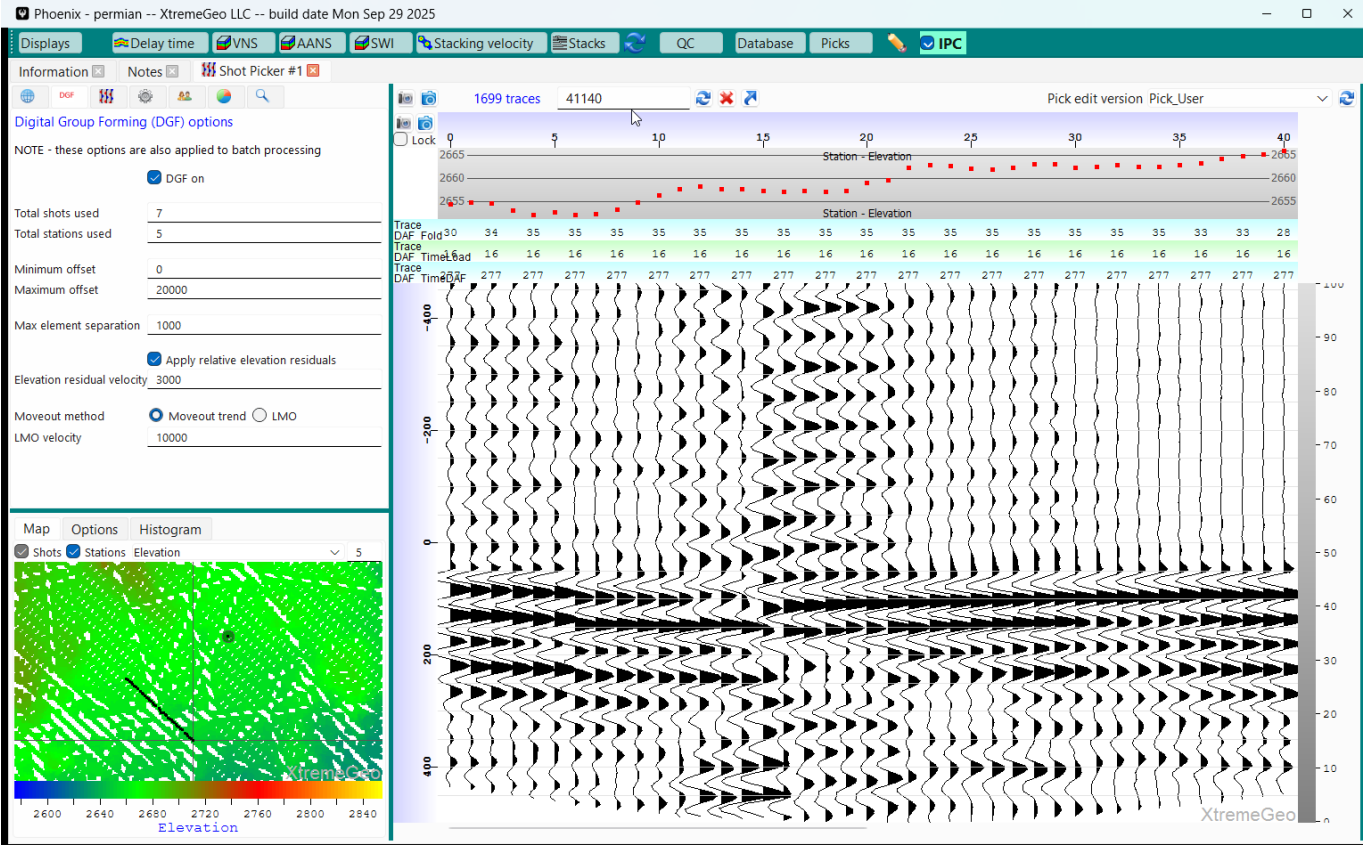 Phoenix - permian -- XtremeGeo LLC -- build date Mon Sep 29 2025
Displays Delay time VNS AANS SWI Stacking velocity Stacks QC Database Picks IPC
Information Notes Shot Picker #1
DGF
1699 traces 41140 Pick edit version Pick_User
Digital Group Forming (DGF) options
NOTE - these options are also applied to batch processing
DGF on
Total shots used 7
Total stations used 5
Minimum offset 0
Maximum offset 20000
Max element separation 1000
Apply relative elevation residuals
Elevation residual velocity 3000
Moveout method Moveout trend LMO
LMO velocity 10000
Lock 0 5 10 15 20 25 30 35 40
2665 Station - Elevation 2665
2660 2660
2655 2655
Station - Elevation
Trace
DAF_Fold 30 34 35 35 35 35 35 35 35 35 35 35 35 35 35 35 35 35 33 33 28
Trace
DAF_TimeLoad 16 16 16 16 16 16 16 16 16 16 16 16 16 16 16 16 16 16 16 16 16
Trace
DAF_TimeDAF 277 277 277 277 277 277 277 277 277 277 277 277 277 277 277 277 277 277 277 277 277
-400
-200
0
200
400
100
90
80
70
60
50
40
30
20
10
0
XtremeGeo
Map Options Histogram
Shots Stations Elevation 5
XtremeGeo
2600 2640 2680 2720 2760 2800 2840
Elevation